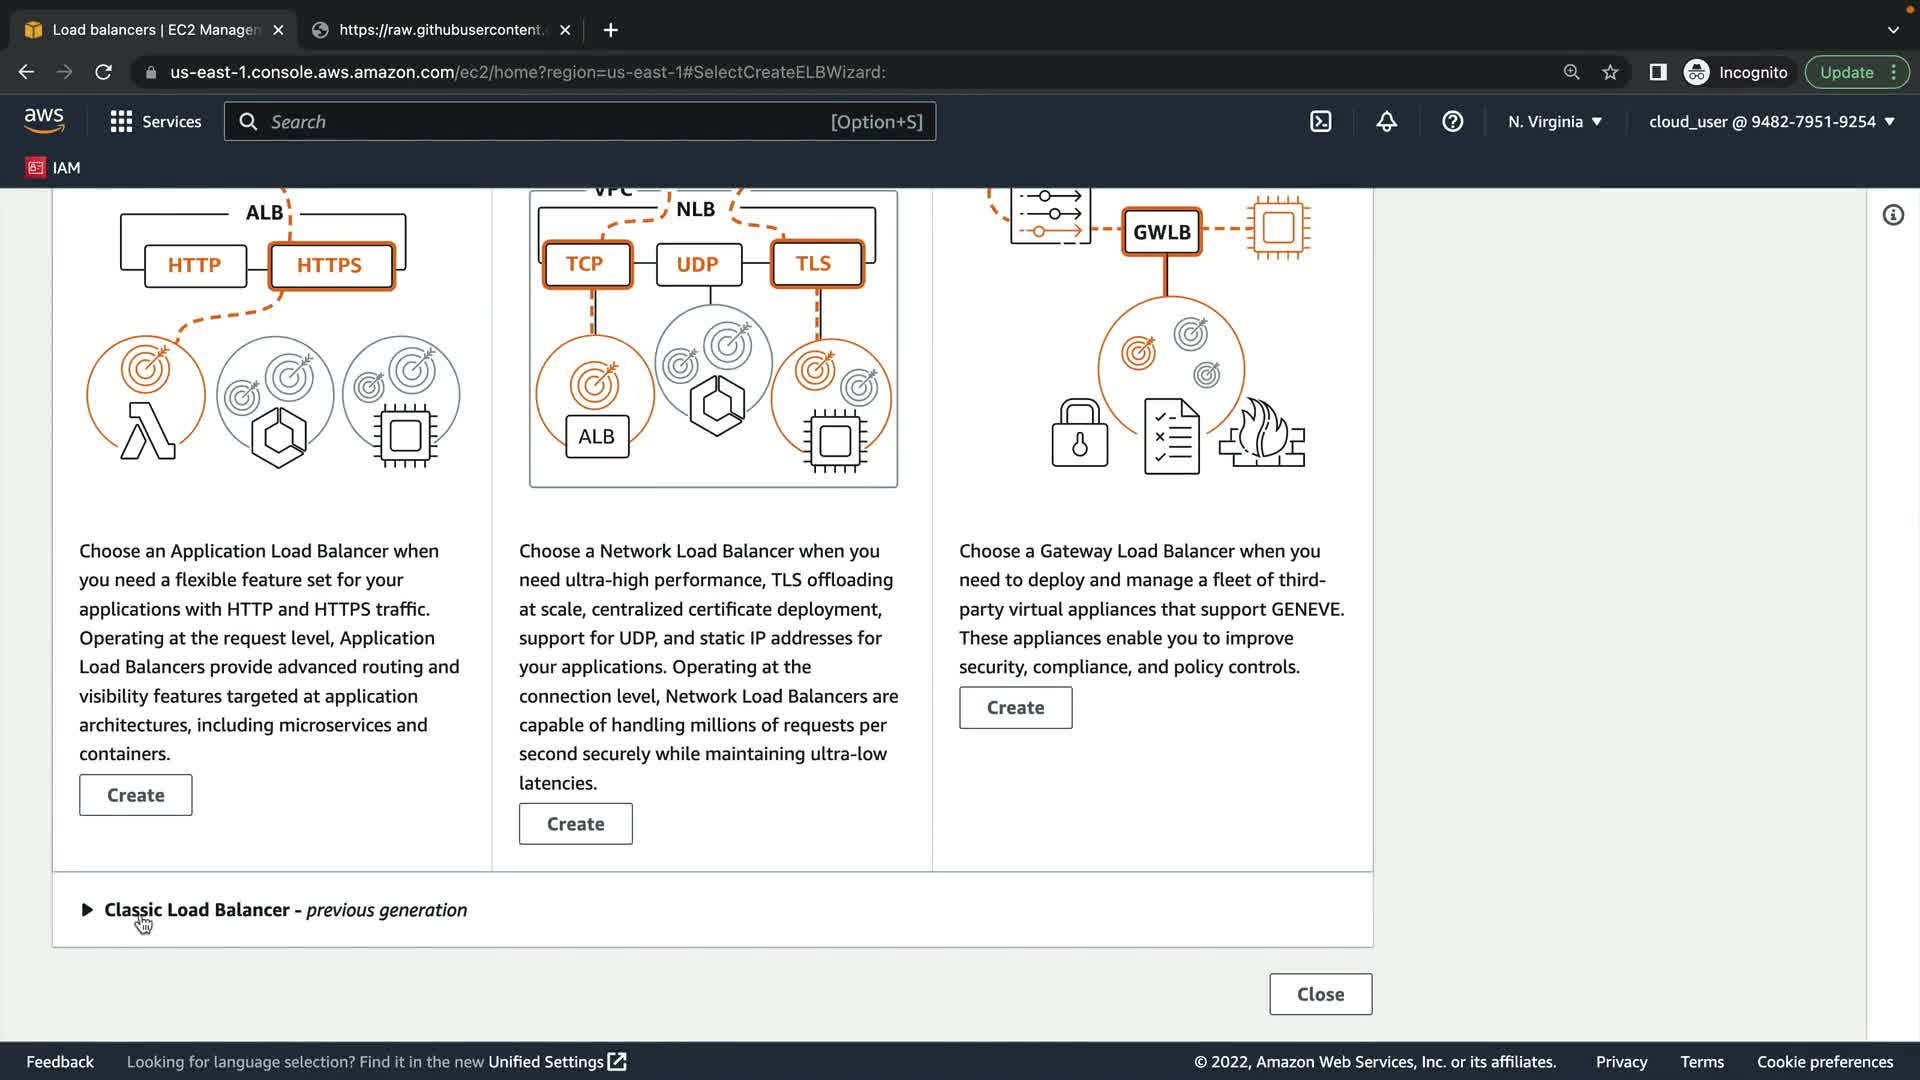 Load balancers | EC2 Manager
https://raw.githubusercontent.
us-east-1.console.aws.amazon.com/ec2/home?region=us-east-1#SelectCreateELBWizard:
Incognito
Update
aws
Services
Search
[Option+S]
N. Virginia
cloud_user @ 9482-7951-9254
IAM
ALB
HTTP
HTTPS
VPC
NLB
TCP
UDP
TLS
ALB
GWLB
Choose an Application Load Balancer when
you need a flexible feature set for your
applications with HTTP and HTTPS traffic.
Operating at the request level, Application
Load Balancers provide advanced routing and
visibility features targeted at application
architectures, including microservices and
containers.
Create
Choose a Network Load Balancer when you
need ultra-high performance, TLS offloading
at scale, centralized certificate deployment,
support for UDP, and static IP addresses for
your applications. Operating at the
connection level, Network Load Balancers are
capable of handling millions of requests per
second securely while maintaining ultra-low
latencies.
Create
Choose a Gateway Load Balancer when you
need to deploy and manage a fleet of third-
party virtual appliances that support GENEVE.
These appliances enable you to improve
security, compliance, and policy controls.
Create
Classic Load Balancer - previous generation
Close
Feedback
Looking for language selection? Find it in the new Unified Settings
© 2022, Amazon Web Services, Inc. or its affiliates.
Privacy
Terms
Cookie preferences